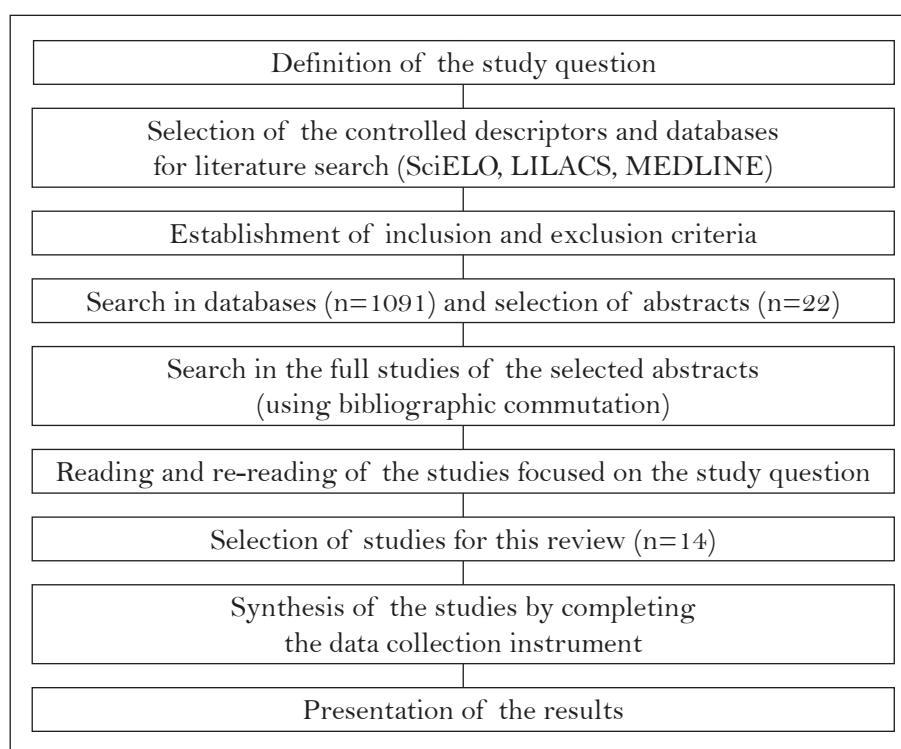 Definition of the study question
Selection of the controlled descriptors and databases
for literature search (SciELO, LILACS, MEDLINE)
Establishment of inclusion and exclusion criteria
Search in databases (n=1091) and selection of abstracts (n=22)
Search in the full studies of the selected abstracts
(using bibliographic commutation)
Reading and re-reading of the studies focused on the study question
Selection of studies for this review (n=14)
Synthesis of the studies by completing
the data collection instrument
Presentation of the results